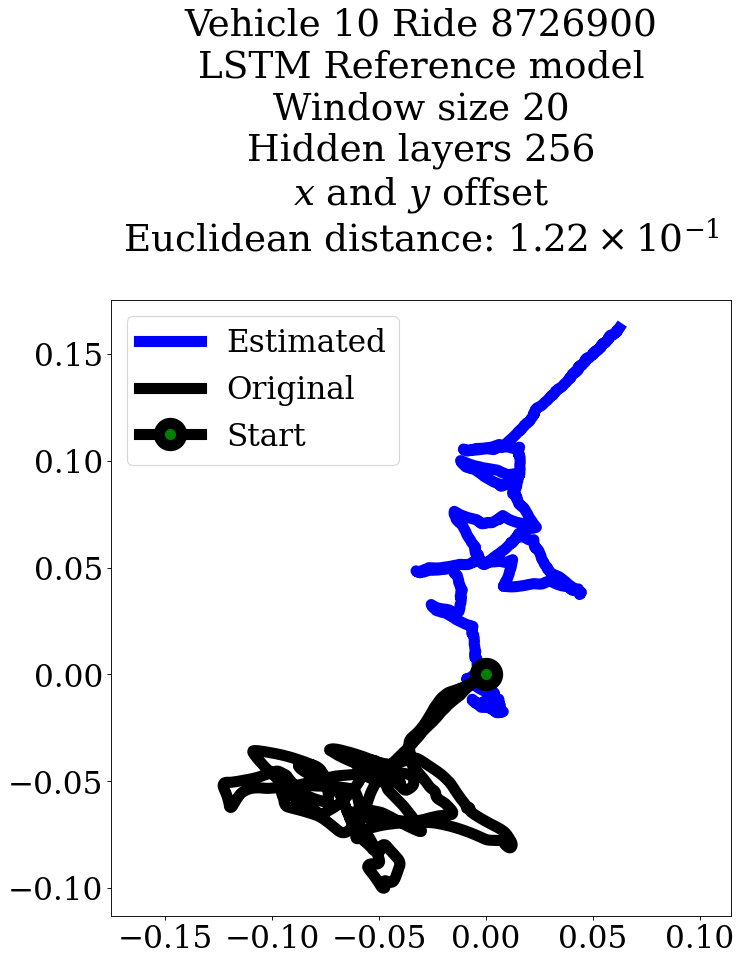 Vehicle 10 Ride 8726900
LSTM Reference model
Window size 20
Hidden layers 256
x and y offset
Euclidean distance: 1.22 × 10⁻¹
Estimated
Original
Start
0.15
0.10
0.05
0.00
−0.05
−0.10
−0.15 −0.10 −0.05 0.00 0.05 0.10